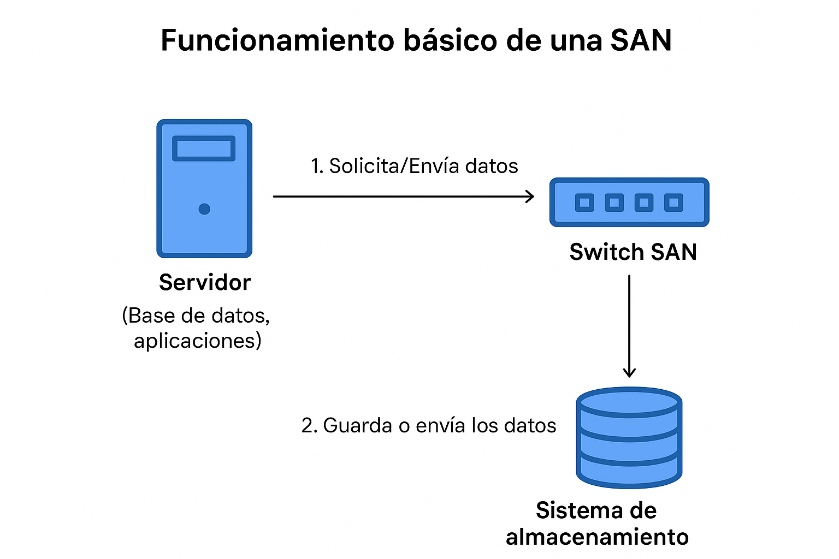 Funcionamiento básico de una SAN
1. Solicita/Envía datos
Switch SAN
Servidor
(Base de datos,
aplicaciones)
2. Guarda o envía los datos
Sistema de
almacenamiento